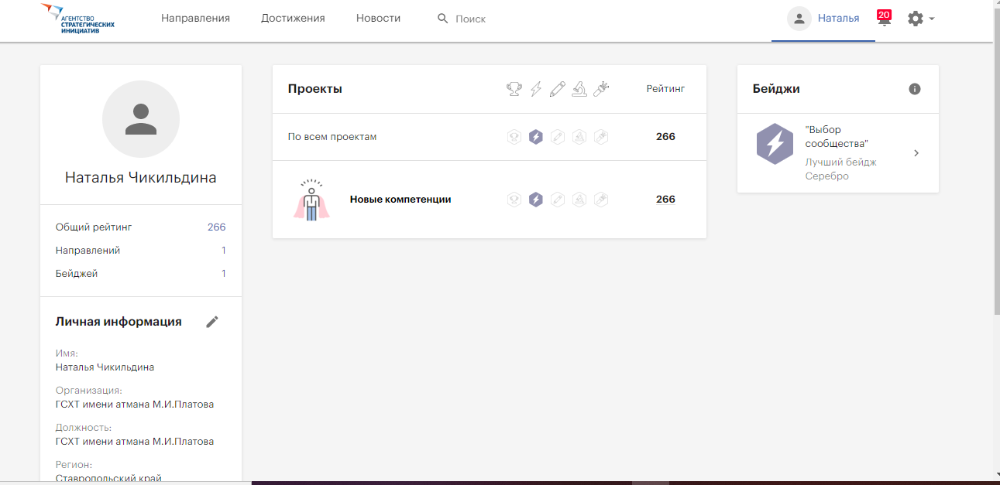 АГЕНТСТВО
СТРАТЕГИЧЕСКИХ
ИНИЦИАТИВ
Направления
Достижения
Новости
Поиск
Наталья
20
Наталья Чикильдина
Общий рейтинг 266
Направлений 1
Бейджей 1
Личная информация
Имя:
Наталья Чикильдина
Организация:
ГСХТ имени атмана М.И.Платова
Должность:
ГСХТ имени атмана М.И.Платова
Регион:
Ставропольский край
Проекты
Рейтинг
По всем проектам 266
Новые компетенции 266
Бейджи
"Выбор
сообщества"
Лучший бейдж
Серебро